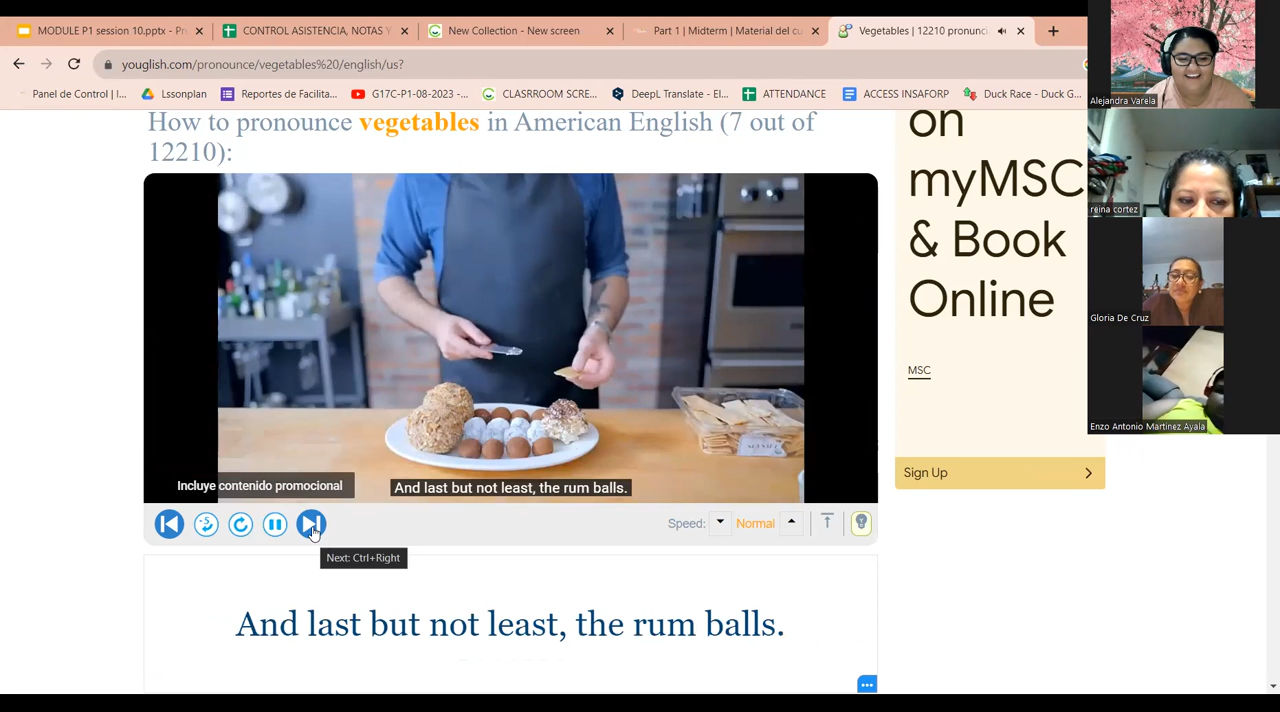 MODULE P1 session 10.pptx - Pr
CONTROL ASISTENCIA, NOTAS Y
New Collection - New screen
Part 1 | Midterm | Material del cu
Vegetables | 12210 pronunci
youglish.com/pronounce/vegetables%20/english/us?
Panel de Control | I...
Lssonplan
Reportes de Facilita...
G17C-P1-08-2023 -...
CLASSROOM SCRE...
DeepL Translate - El...
ATTENDANCE
ACCESS INSAFORP
Duck Race - Duck G...
Alejandra Varela
reina cortez
Gloria De Cruz
Enzo Antonio Martinez Ayala
How to pronounce vegetables in American English (7 out of
12210):
on
myMSC
& Book
Online
MSC
Sign Up
Incluye contenido promocional
And last but not least, the rum balls.
5
Speed:
Normal
Next: Ctrl+Right
And last but not least, the rum balls.